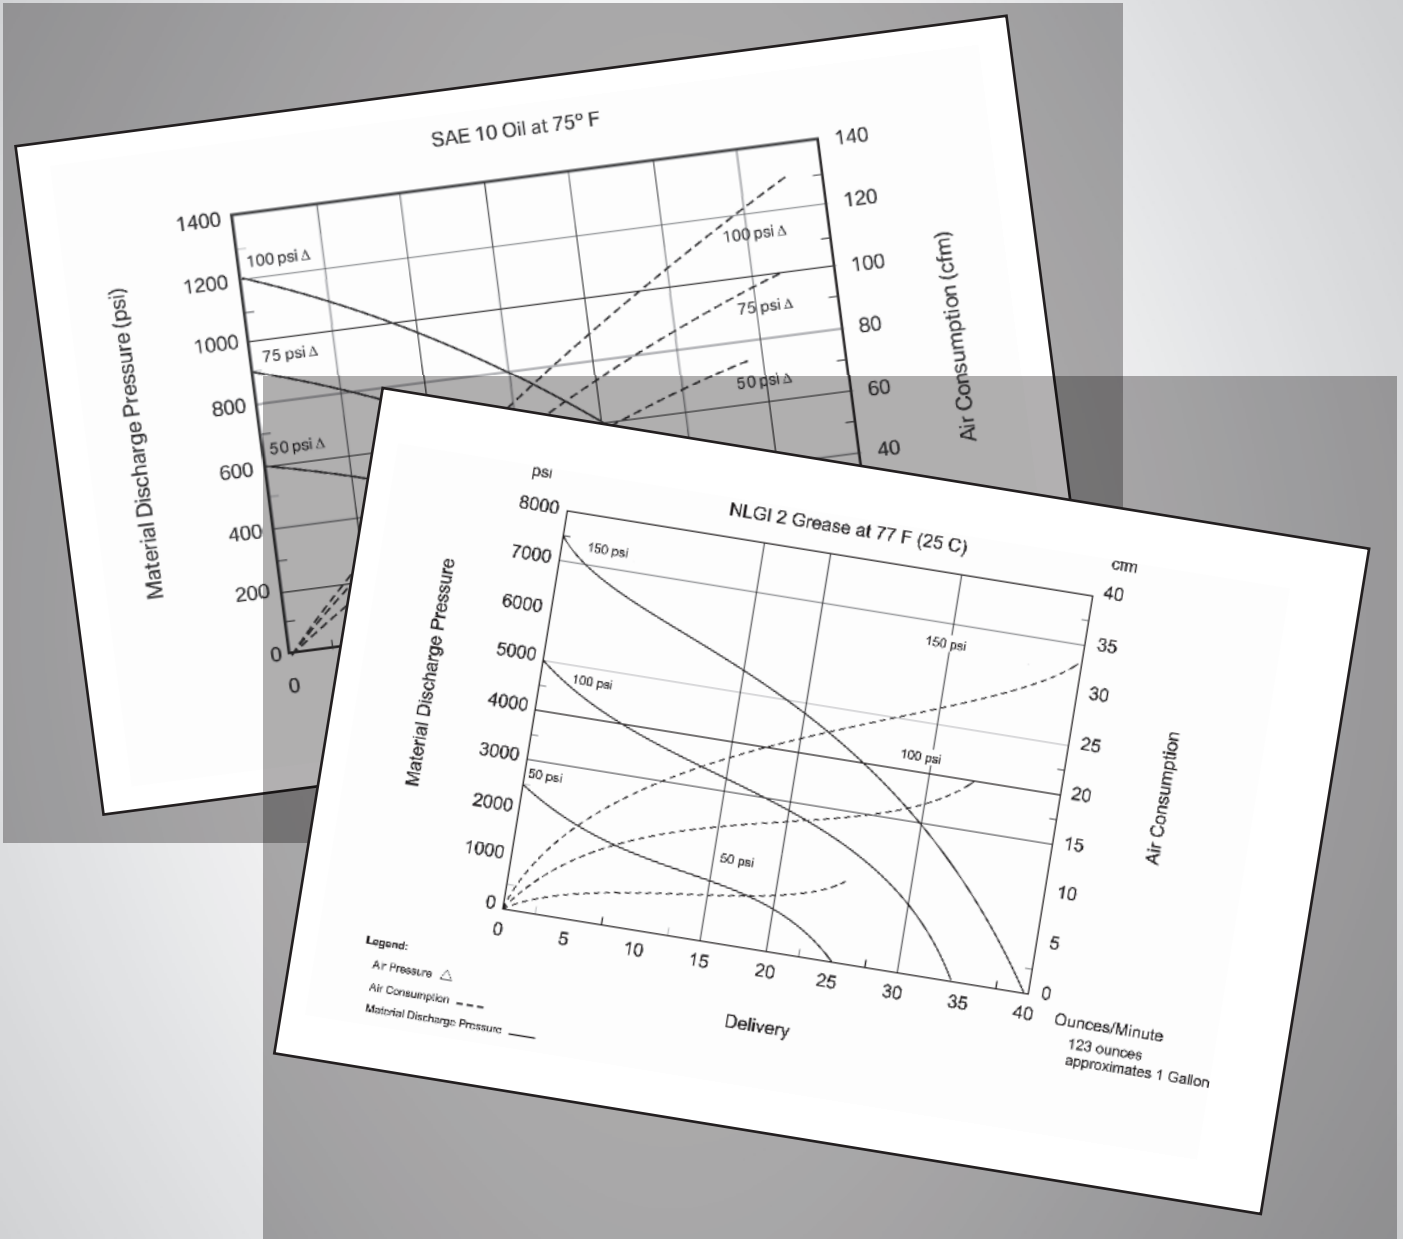 SAE 10 Oil at 75º F
Material Discharge Pressure (psi)
1400
1200
1000
800
600
400
200
0
0
100 psi Δ
75 psi Δ
50 psi Δ
100 psi Δ
75 psi Δ
50 psi Δ
140
120
100
80
60
40
Air Consumption (cfm)
NLGI 2 Grease at 77 F (25 C)
psi
8000
7000
6000
5000
4000
3000
2000
1000
0
Material Discharge Pressure
150 psi
100 psi
50 psi
150 psi
100 psi
50 psi
cfm
40
35
30
25
20
15
10
5
0
Air Consumption
0 5 10 15 20 25 30 35 40
Ounces/Minute
123 ounces
approximates 1 Gallon
Delivery
Legend:
Air Pressure △
Air Consumption
Material Discharge Pressure